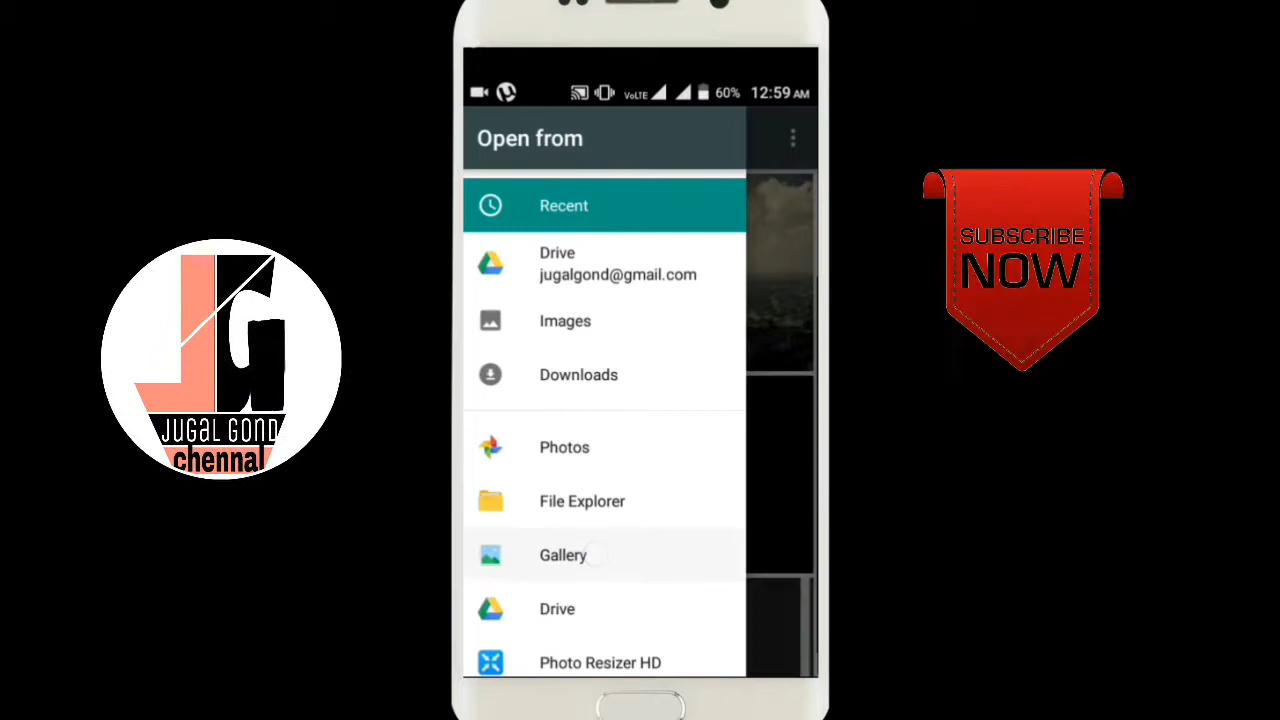 VoLTE 60% 12:59 AM
Open from
Recent
Drive
jugalgond@gmail.com
Images
Downloads
Photos
File Explorer
Gallery
Drive
Photo Resizer HD
JG
JUGAL GOND
chennal
SUBSCRIBE
NOW